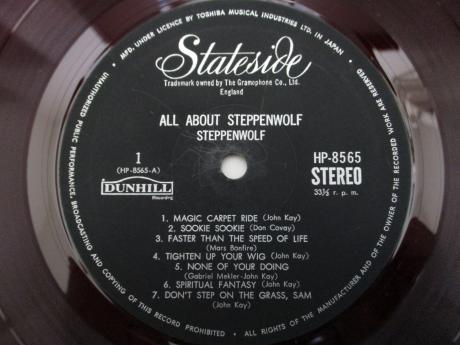 • MFD. UNDER LICENCE BY TOSHIBA MUSICAL INDUSTRIES LTD. IN JAPAN •
Stateside
Trademark owned by The Gramophone Co., Ltd.
England
ALL ABOUT STEPPENWOLF
STEPPENWOLF
1
(HP-8565-A)
HP-8565
STEREO
33⅓ r. p. m.
DUNHILL
Recording
1. MAGIC CARPET RIDE (John Kay)
2. SOOKIE SOOKIE (Don Covay)
3. FASTER THAN THE SPEED OF LIFE
(Mars Bonfire)
4. TIGHTEN UP YOUR WIG (John Kay)
5. NONE OF YOUR DOING
(Gabriel Mekler-John Kay)
6. SPIRITUAL FANTASY (John Kay)
7. DON'T STEP ON THE GRASS, SAM
(John Kay)
UNAUTHORIZED PUBLIC PERFORMANCE, BROADCASTING AND COPYING OF THIS RECORD PROHIBITED • ALL RIGHTS OF THE MANUFACTURER AND OF THE OWNER OF THE RECORDED WORK ARE RESERVED